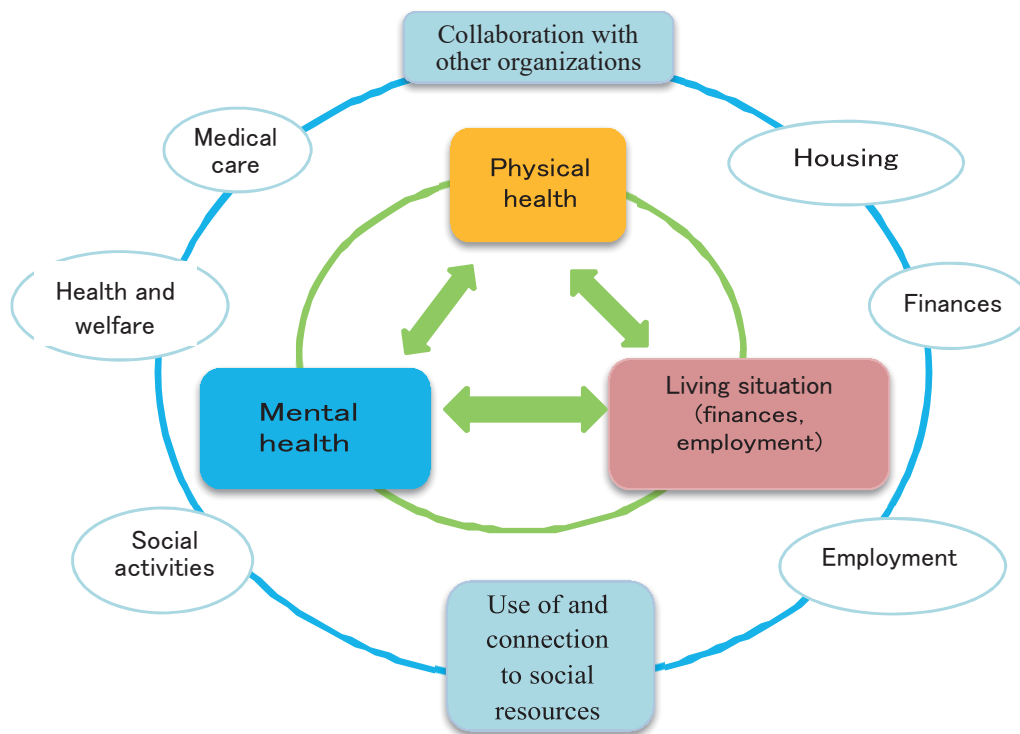 Collaboration with
other organizations
Medical
care
Physical
health
Housing
Health and
welfare
Finances
Mental
health
Living situation
(finances,
employment)
Social
activities
Employment
Use of and
connection
to social
resources